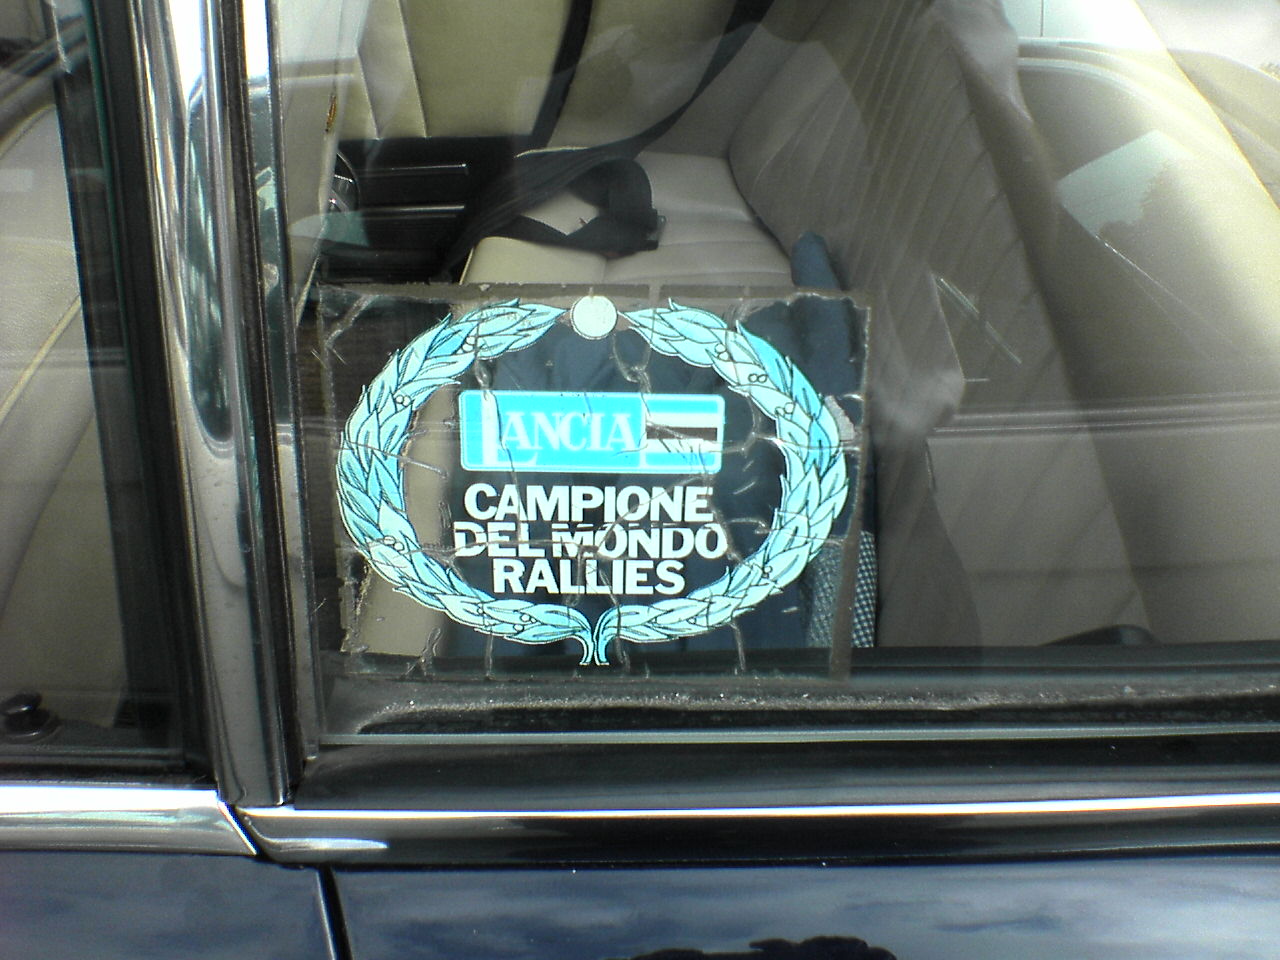 LANCIA
CAMPIONE
DEL MONDO
RALLIES